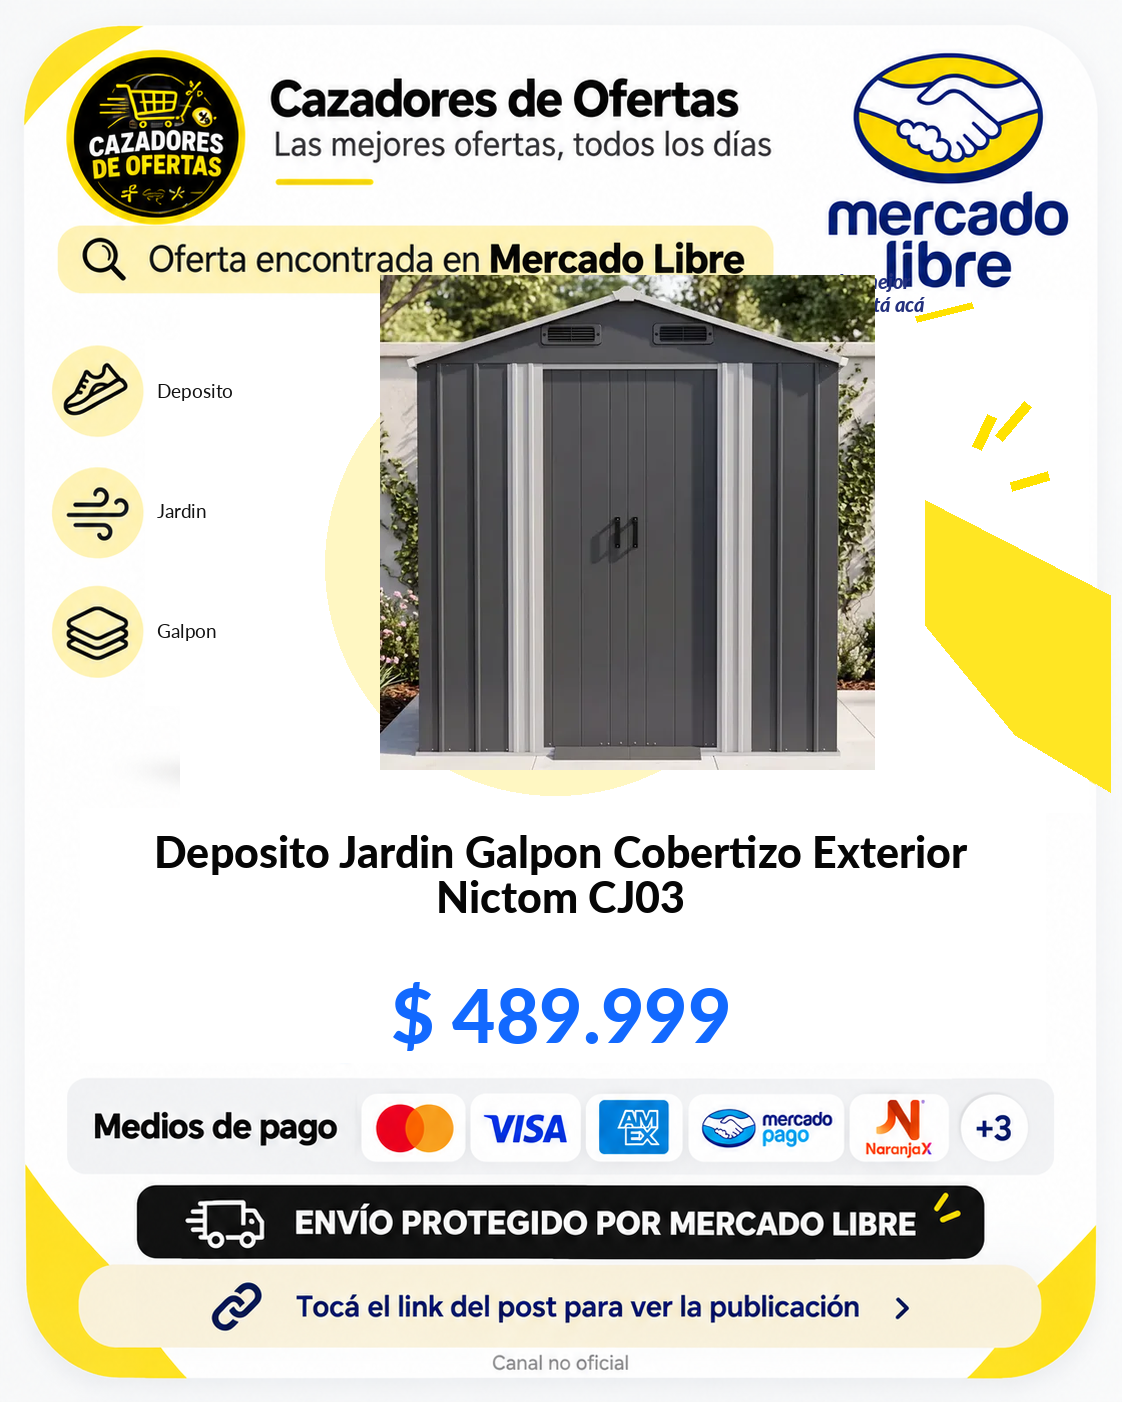 CAZADORES
DE OFERTAS
Cazadores de Ofertas
Las mejores ofertas, todos los días
mercado
libre
Oferta encontrada en Mercado Libre
tá acá
Deposito
Jardin
Galpon
Deposito Jardin Galpon Cobertizo Exterior
Nictom CJ03
$ 489.999
Medios de pago
VISA
AM
EX
mercado
pago
NaranjaX
+3
ENVÍO PROTEGIDO POR MERCADO LIBRE
Tocá el link del post para ver la publicación
Canal no oficial